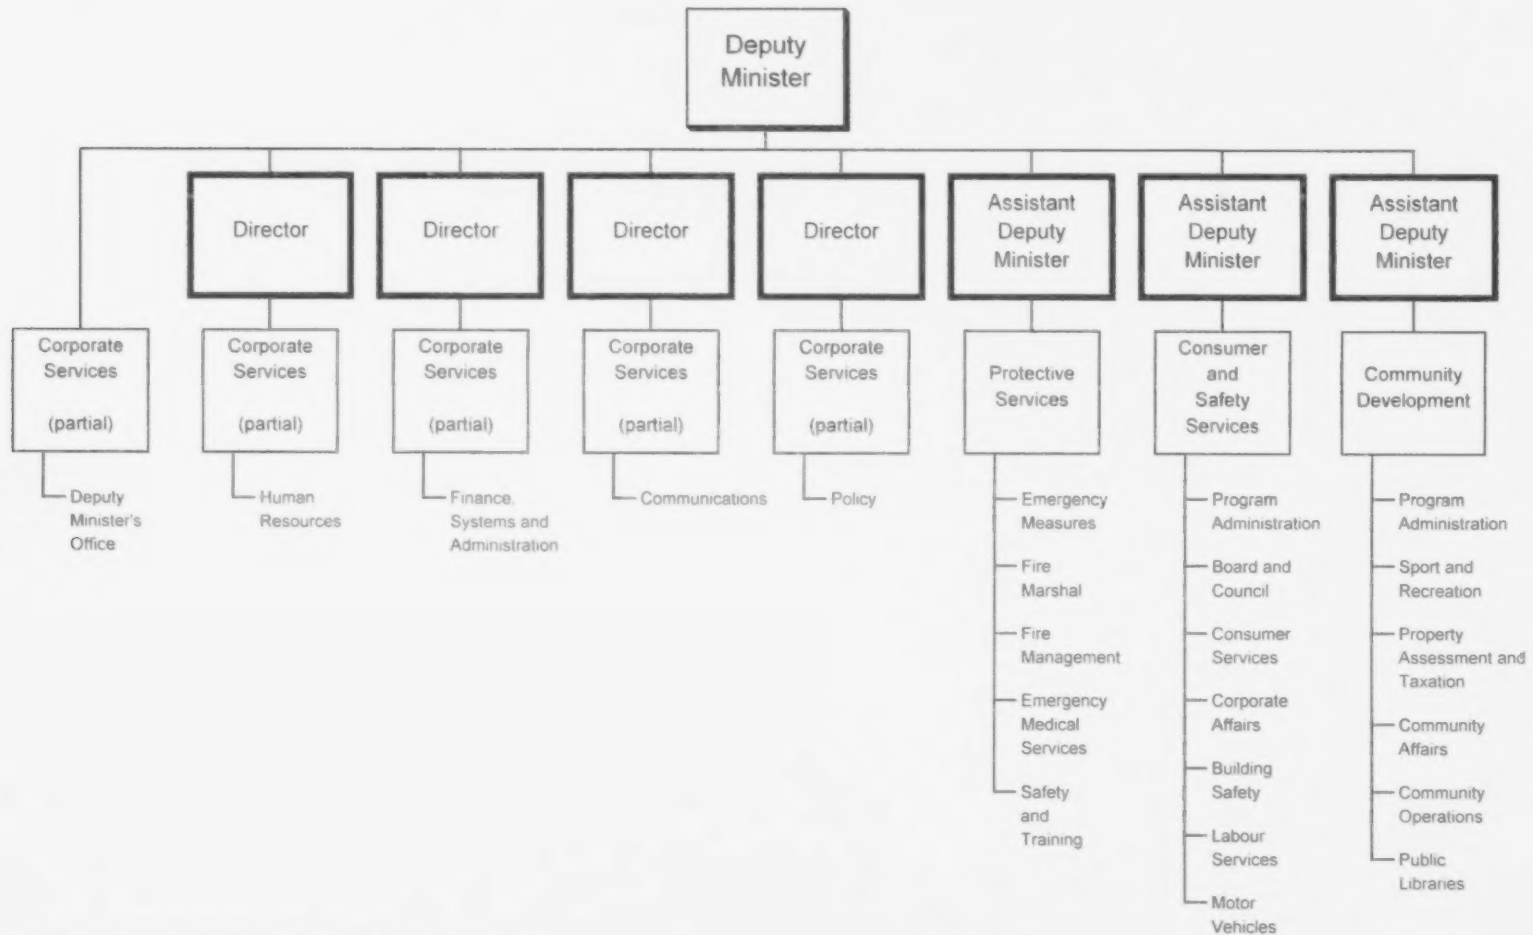 Deputy
Minister
Director
Director
Director
Director
Assistant
Deputy
Minister
Assistant
Deputy
Minister
Assistant
Deputy
Minister
Corporate
Services
(partial)
Corporate
Services
(partial)
Corporate
Services
(partial)
Corporate
Services
(partial)
Corporate
Services
(partial)
Protective
Services
Consumer
and
Safety
Services
Community
Development
Deputy
Minister's
Office
Human
Resources
Finance,
Systems and
Administration
Communications
Policy
Emergency
Measures
Fire
Marshal
Fire
Management
Emergency
Medical
Services
Safety
and
Training
Program
Administration
Board and
Council
Consumer
Services
Corporate
Affairs
Building
Safety
Labour
Services
Motor
Vehicles
Program
Administration
Sport and
Recreation
Property
Assessment and
Taxation
Community
Affairs
Community
Operations
Public
Libraries